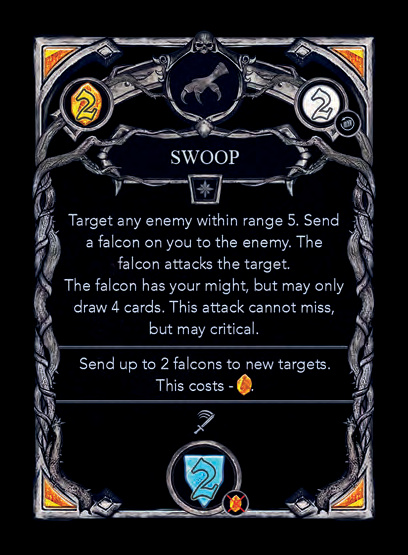 2 2
SWOOP
Target any enemy within range 5. Send
a falcon on you to the enemy. The
falcon attacks the target.
The falcon has your might, but may only
draw 4 cards. This attack cannot miss,
but may critical.
Send up to 2 falcons to new targets.
This costs - .
2